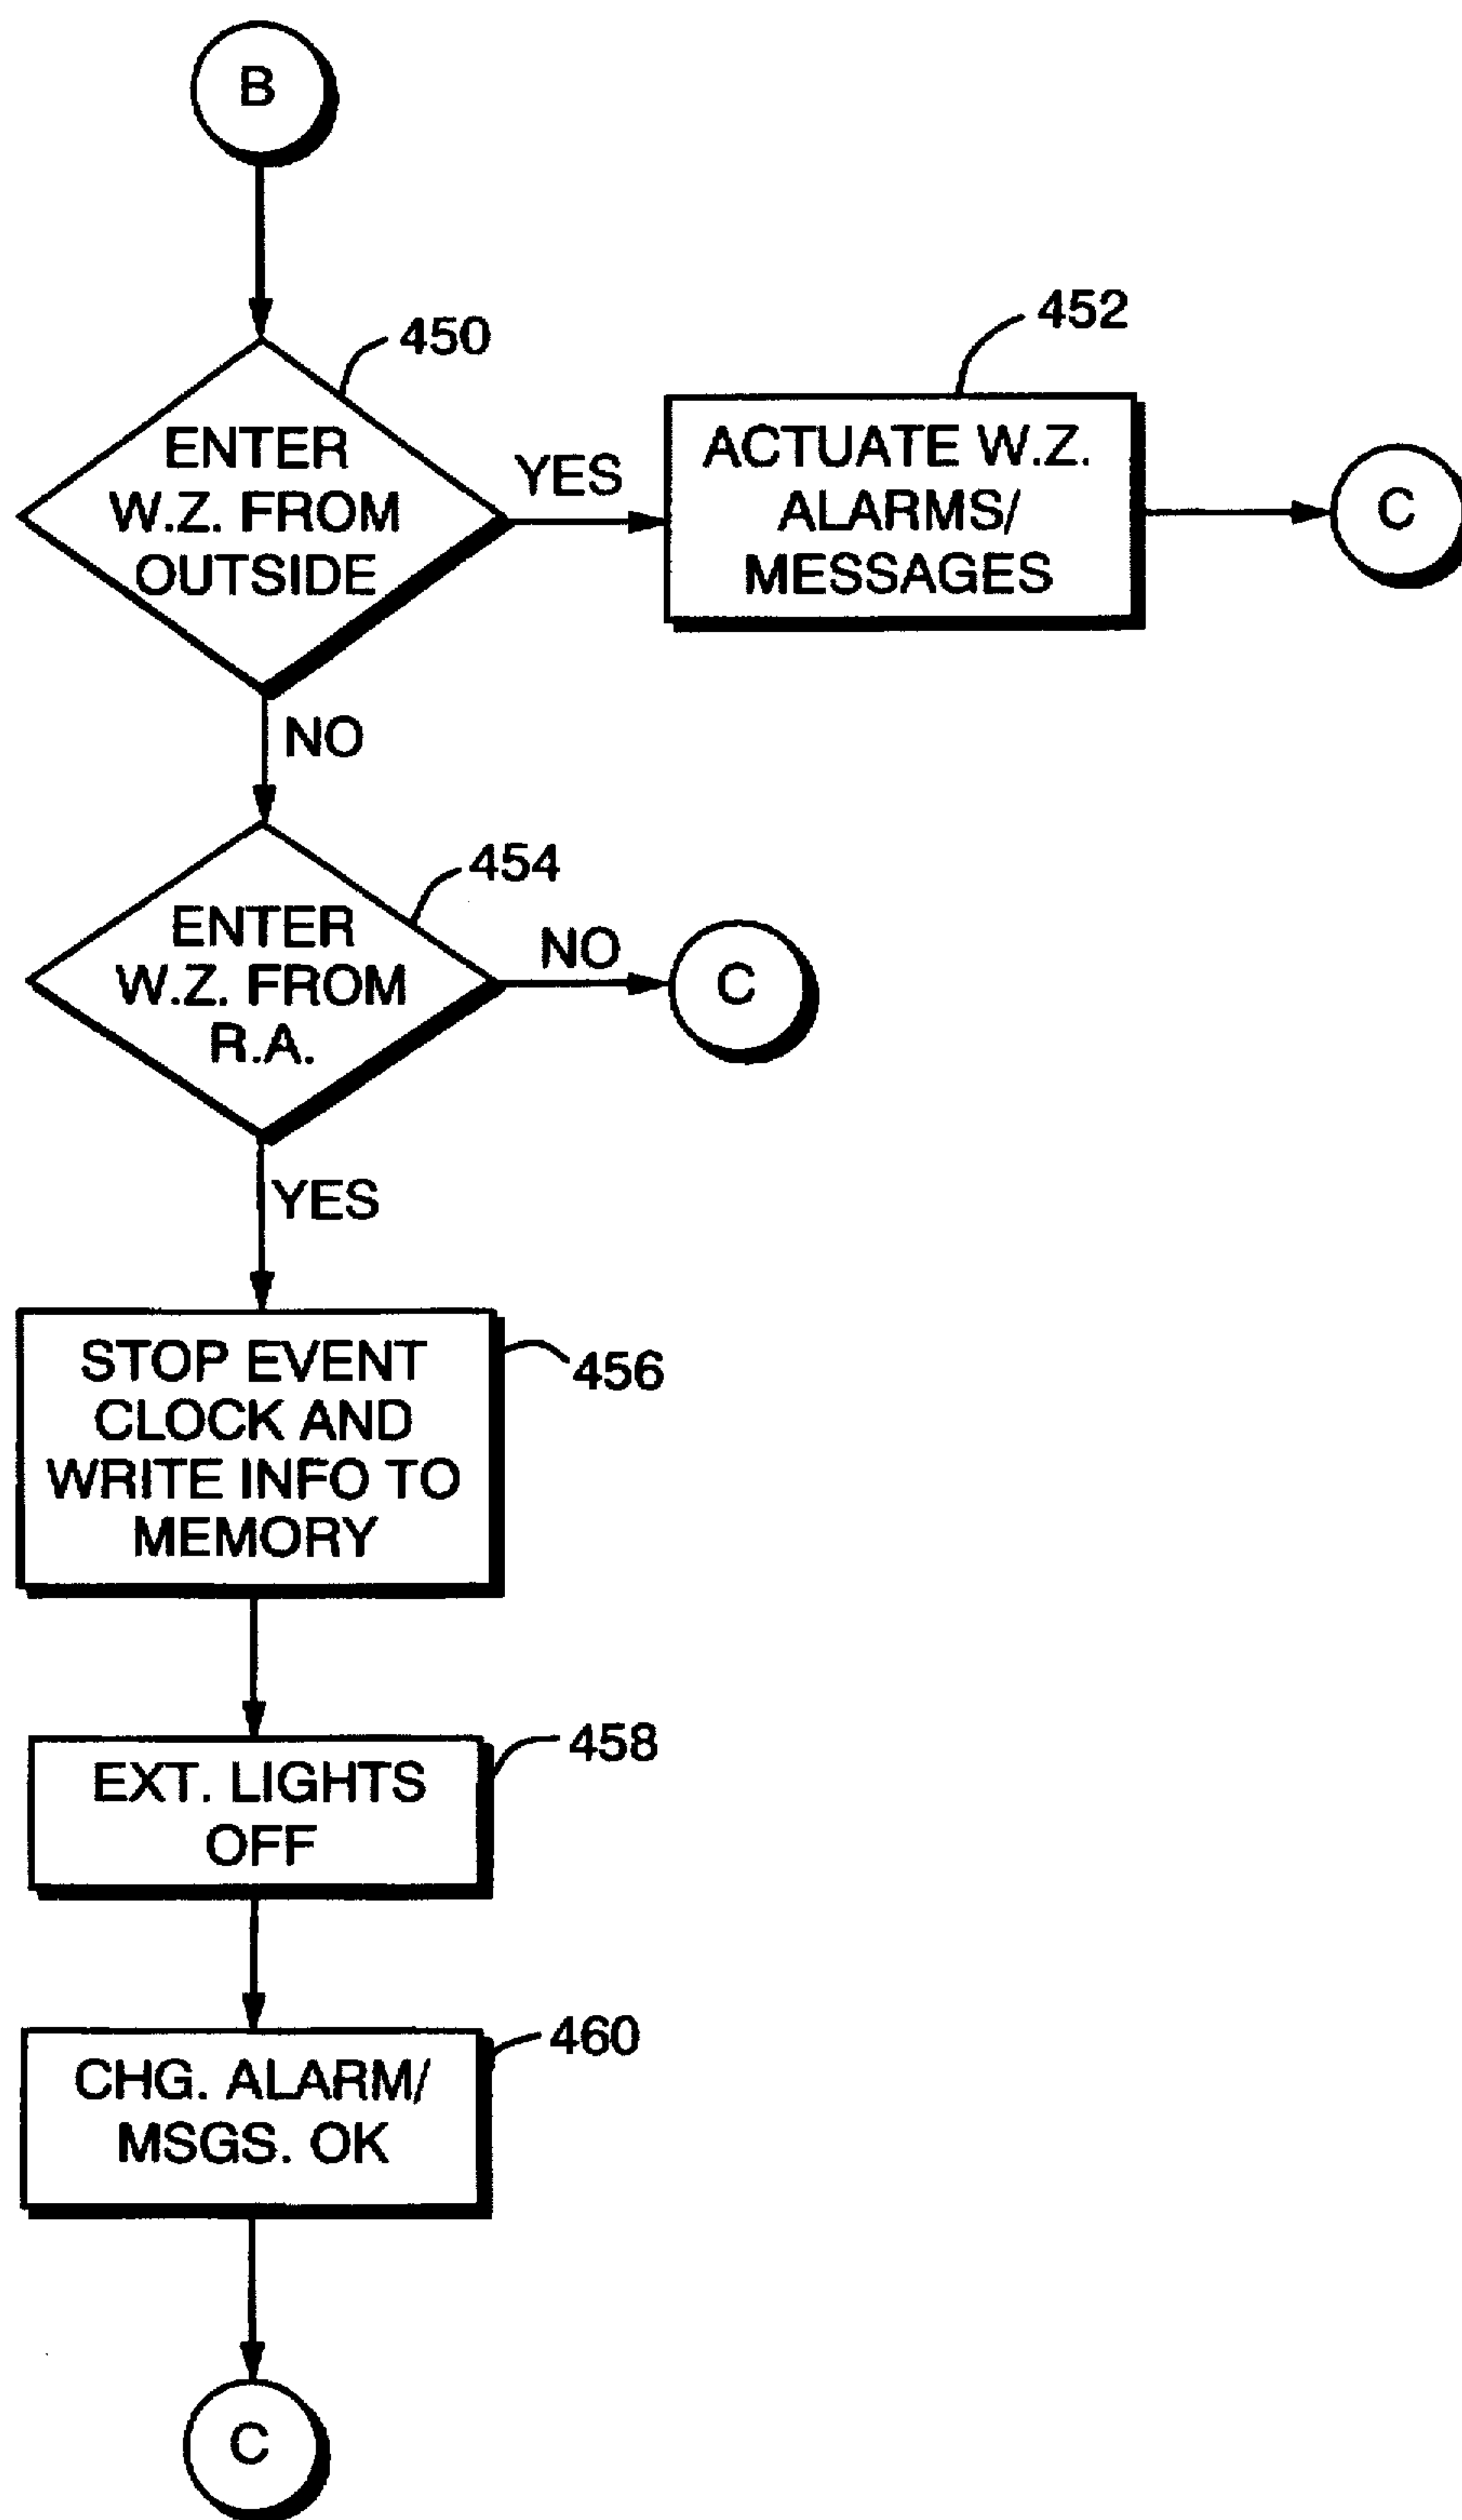 B
450
ENTER
W.Z. FROM
OUTSIDE
YES
452
ACTUATE W.Z.
ALARMS/
MESSAGES
C
NO
454
ENTER
W.Z. FROM
R.A.
NO
C
YES
STOP EVENT
CLOCK AND
WRITE INFO TO
MEMORY
456
EXT. LIGHTS
OFF
458
CHG. ALARM/
MSGS. OK
460
C